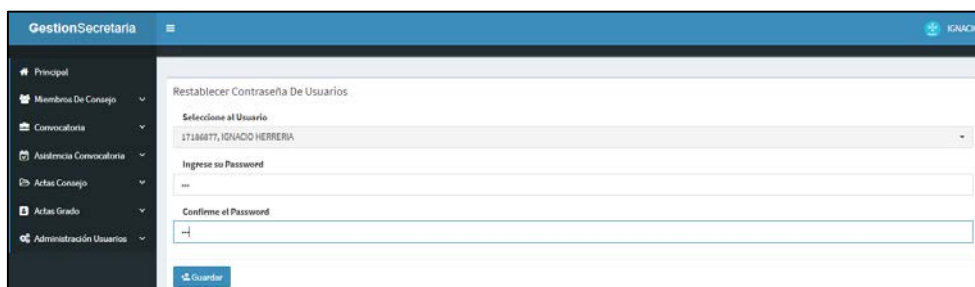 GestionSecretaria
IGNACI
Principal
Miembros De Consejo
Convocatoria
Asistencia Convocatoria
Actas Consejo
Actas Grado
Administración Usuarios
Restablecer Contraseña De Usuarios
Seleccione al Usuario
17186877, IGNACIO HERRERIA
Ingrese su Password
•••
Confirme el Password
•••
Guardar